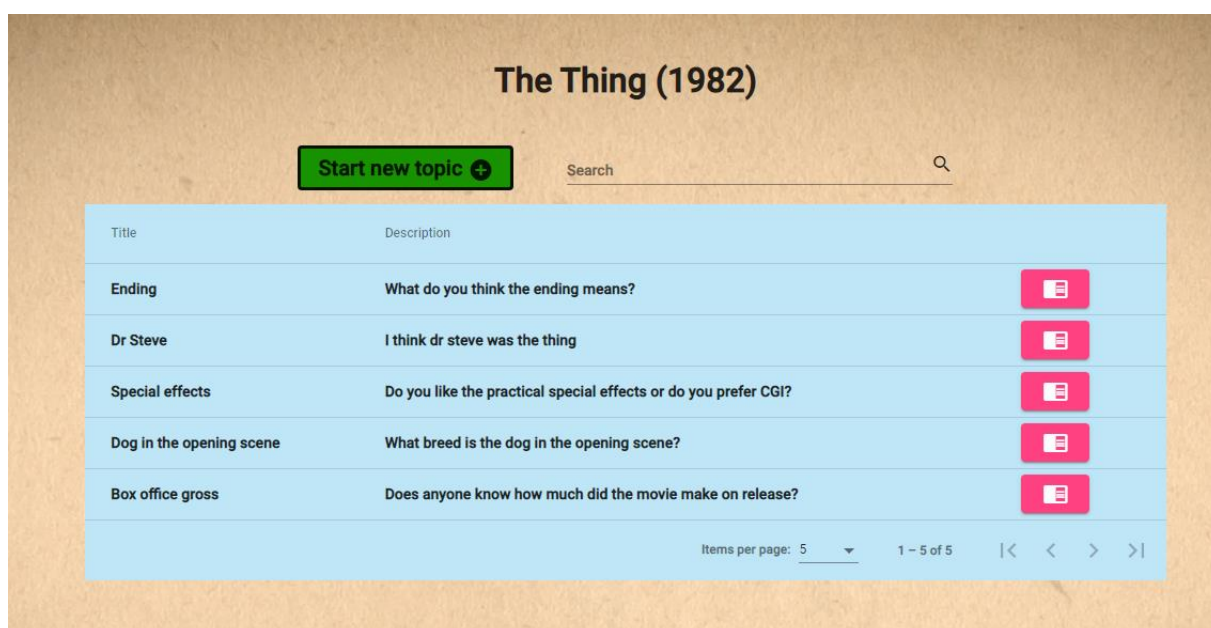 The Thing (1982)
Start new topic
Search
Title Description
Ending What do you think the ending means?
Dr Steve I think dr steve was the thing
Special effects Do you like the practical special effects or do you prefer CGI?
Dog in the opening scene What breed is the dog in the opening scene?
Box office gross Does anyone know how much did the movie make on release?
Items per page: 5 1 – 5 of 5